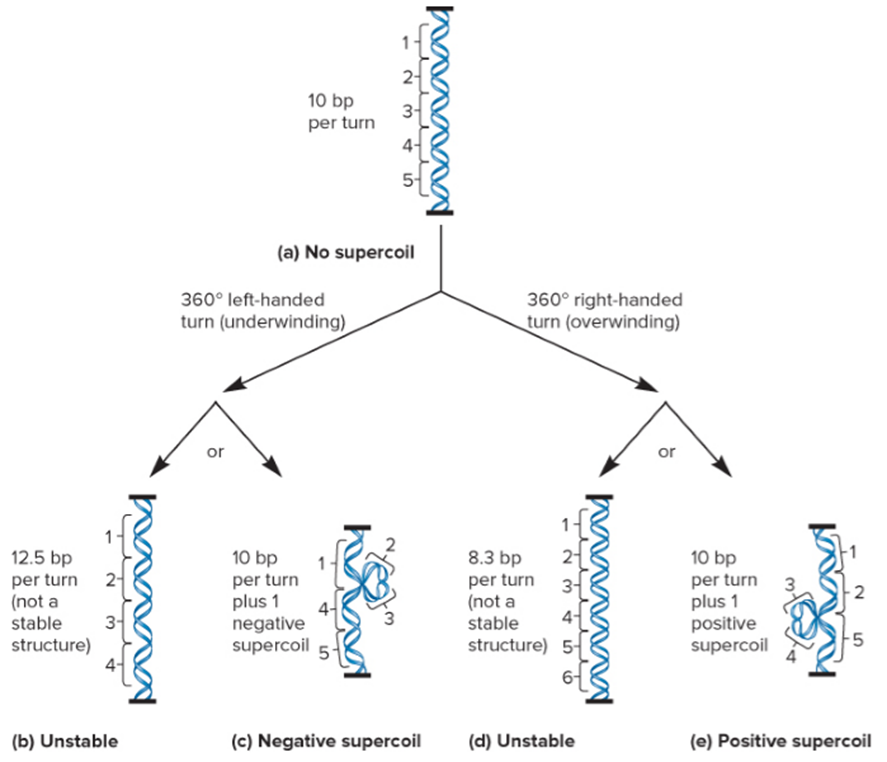 1
2
10 bp
per turn
3
4
5
(a) No supercoil
360° left-handed
turn (underwinding)
360° right-handed
turn (overwinding)
or
or
12.5 bp
per turn
(not a
stable
structure)
1
2
3
4
10 bp
per turn
plus 1
negative
supercoil
1
2
3
4
5
8.3 bp
per turn
(not a
stable
structure)
1
2
3
4
5
6
10 bp
per turn
plus 1
positive
supercoil
1
2
3
4
5
(b) Unstable
(c) Negative supercoil
(d) Unstable
(e) Positive supercoil